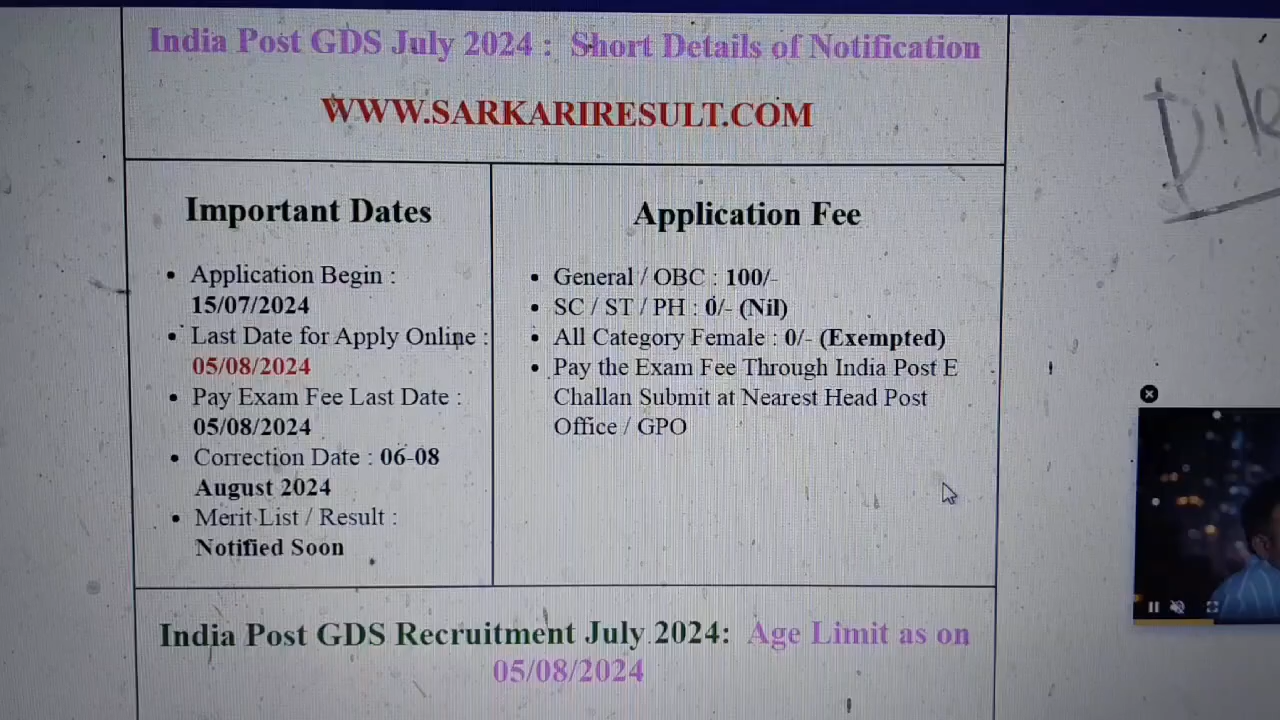 India Post GDS July 2024 : Short Details of Notification
WWW.SARKARIRESULT.COM
Important Dates
• Application Begin :
15/07/2024
• Last Date for Apply Online :
05/08/2024
• Pay Exam Fee Last Date :
05/08/2024
• Correction Date : 06-08
August 2024
• Merit List / Result :
Notified Soon
Application Fee
• General / OBC : 100/-
• SC / ST / PH : 0/- (Nil)
• All Category Female : 0/- (Exempted)
• Pay the Exam Fee Through India Post E
Challan Submit at Nearest Head Post
Office / GPO
India Post GDS Recruitment July 2024: Age Limit as on
05/08/2024